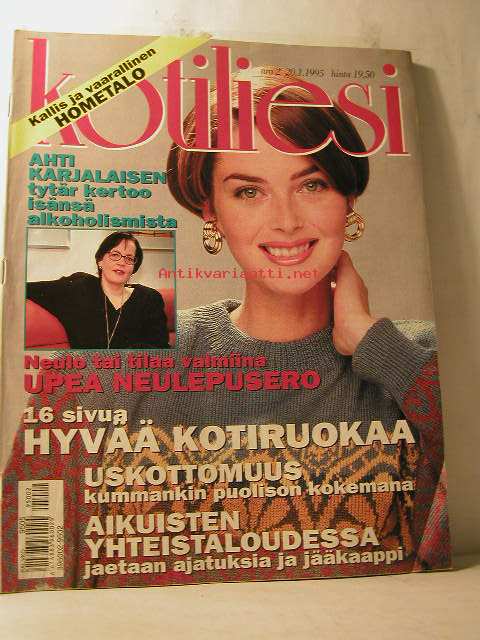 Kallis ja vaarallinen
HOMETALO
kotiliesi
nro 2 20.1.1995 hinta 19,50
AHTI
KARJALAISEN
tytär kertoo
isänsä
alkoholismista
Antikvariaatti.net
Neulo tai tilaa valmiina
UPEA NEULEPUSERO
16 sivua
HYVÄÄ KOTIRUOKAA
USKOTTOMUUS
kummankin puolison kokemana
AIKUISTEN
YHTEISTALOUDESSA
jaetaan ajatuksia ja jääkaappi